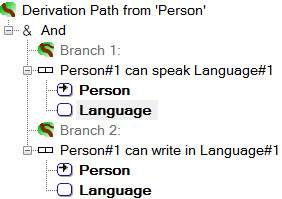 Derivation Path from 'Person'
& And
Branch 1:
Person#1 can speak Language#1
Person
Language
Branch 2:
Person#1 can write in Language#1
Person
Language